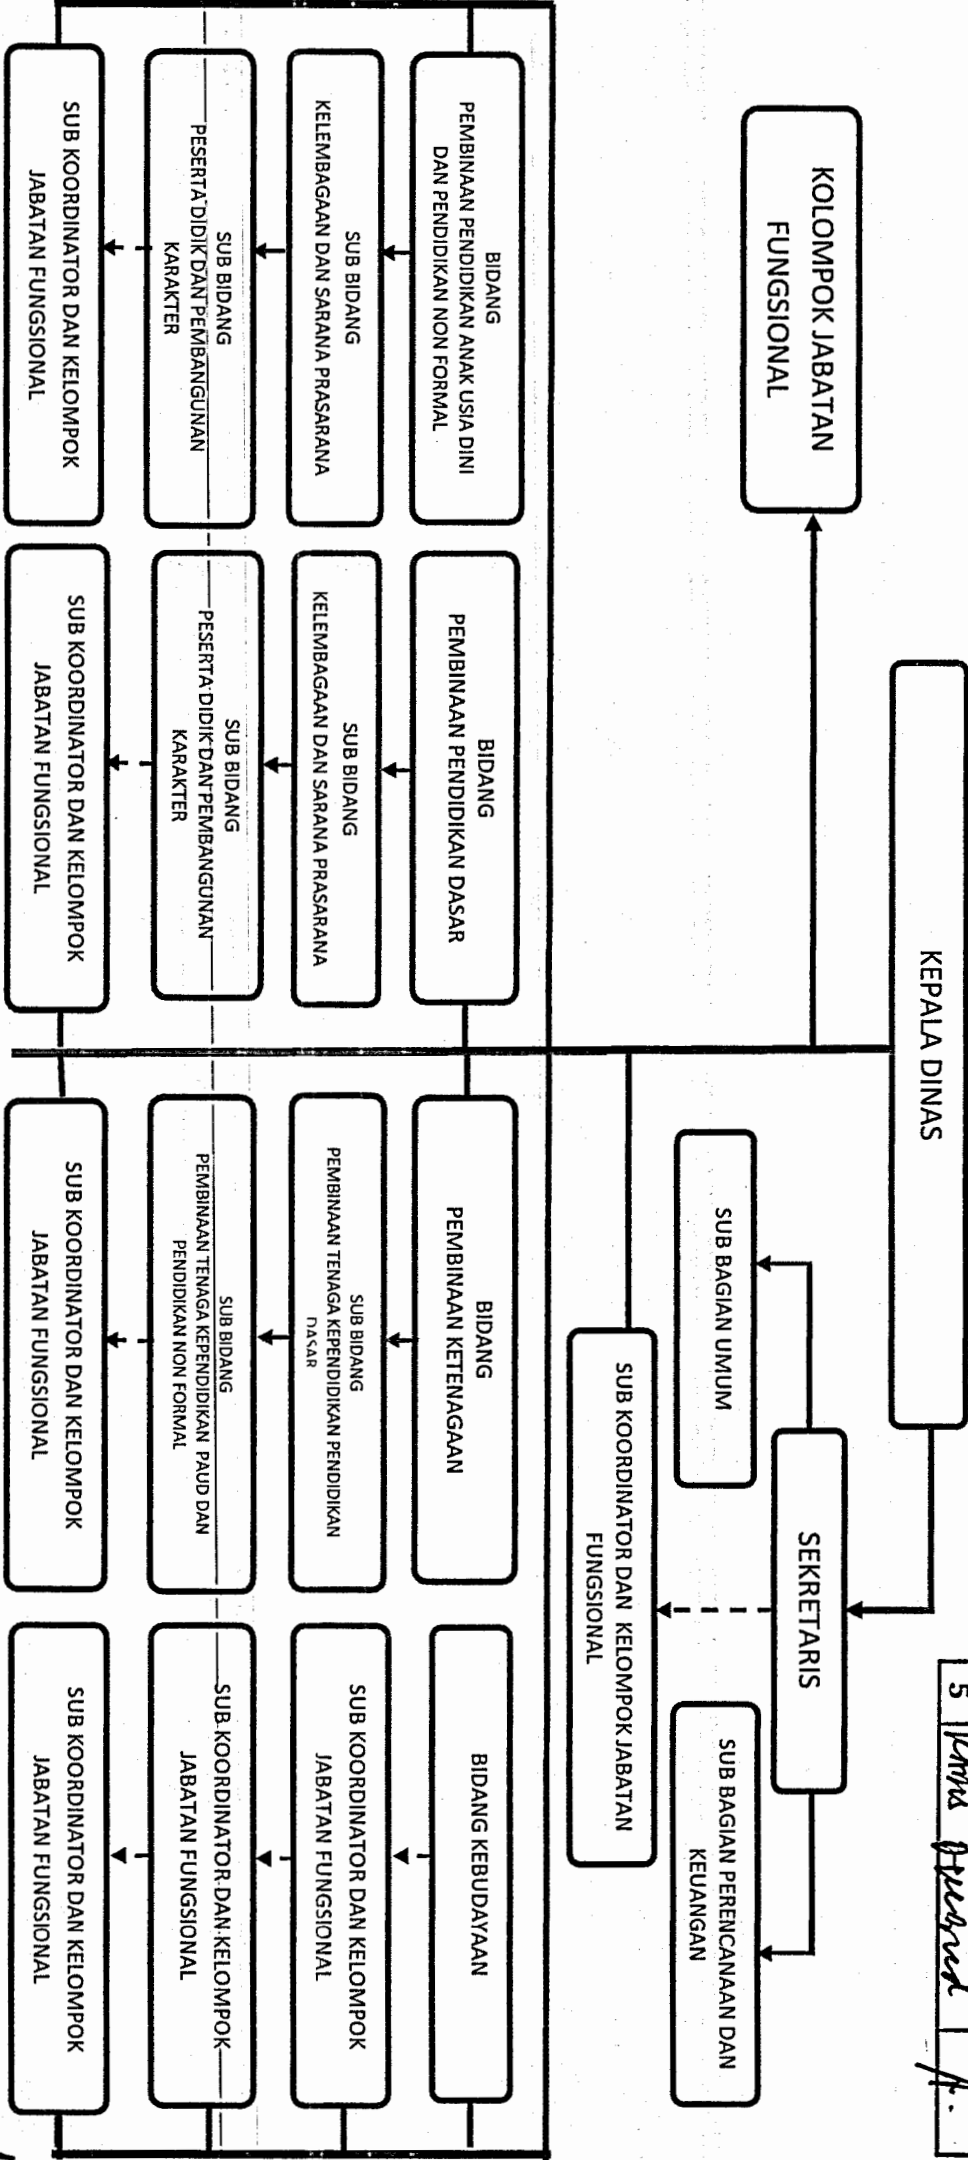 KEPALA DINAS
5
KOLOMPOK JABATAN
FUNGSIONAL
SEKRETARIS
SUB BAGIAN UMUM
SUB BAGIAN PERENCANAAN DAN
KEUANGAN
SUB KOORDINATOR DAN KELOMPOK JABATAN
FUNGSIONAL
BIDANG
PEMBINAAN PENDIDIKAN ANAK USIA DINI
DAN PENDIDIKAN NON FORMAL
SUB BIDANG
KELEMBAGAAN DAN SARANA PRASARANA
SUB BIDANG
PESERTA DIDIK DAN PEMBANGUNAN
KARAKTER
SUB KOORDINATOR DAN KELOMPOK
JABATAN FUNGSIONAL
BIDANG
PEMBINAAN PENDIDIKAN DASAR
SUB BIDANG
KELEMBAGAAN DAN SARANA PRASARANA
SUB BIDANG
PESERTA DIDIK DAN PEMBANGUNAN
KARAKTER
SUB KOORDINATOR DAN KELOMPOK
JABATAN FUNGSIONAL
BIDANG
PEMBINAAN KETENAGAAN
SUB BIDANG
PEMBINAAN TENAGA KEPENDIDIKAN PENDIDIKAN
DASAR
SUB BIDANG
PEMBINAAN TENAGA KEPENDIDIKAN PAUD DAN
PENDIDIKAN NON FORMAL
SUB KOORDINATOR DAN KELOMPOK
JABATAN FUNGSIONAL
BIDANG KEBUDAYAAN
SUB KOORDINATOR DAN KELOMPOK
JABATAN FUNGSIONAL
SUB KOORDINATOR DAN KELOMPOK
JABATAN FUNGSIONAL
SUB KOORDINATOR DAN KELOMPOK
JABATAN FUNGSIONAL